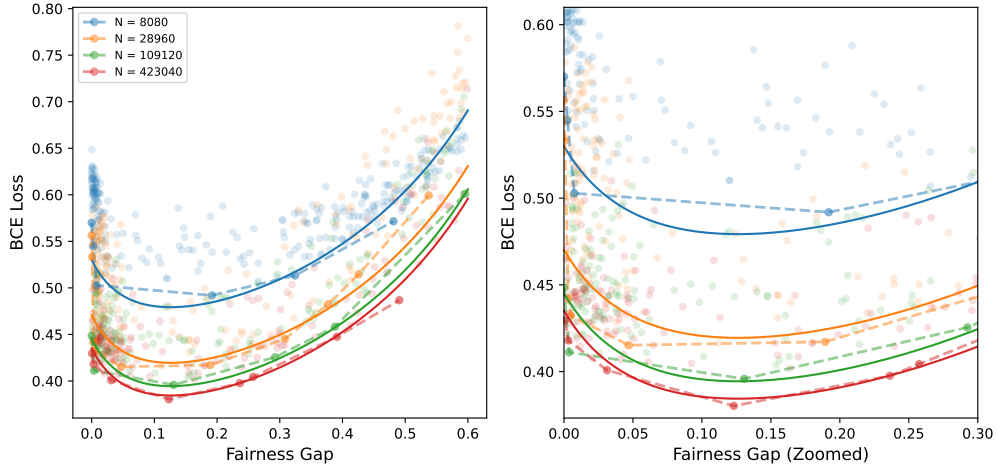 0.80
0.75
0.70
0.65
0.60
0.55
0.50
0.45
0.40
BCE Loss
0.0 0.1 0.2 0.3 0.4 0.5 0.6
Fairness Gap
N = 8080
N = 28960
N = 109120
N = 423040
0.60
0.55
0.50
0.45
0.40
BCE Loss
0.00 0.05 0.10 0.15 0.20 0.25 0.30
Fairness Gap (Zoomed)